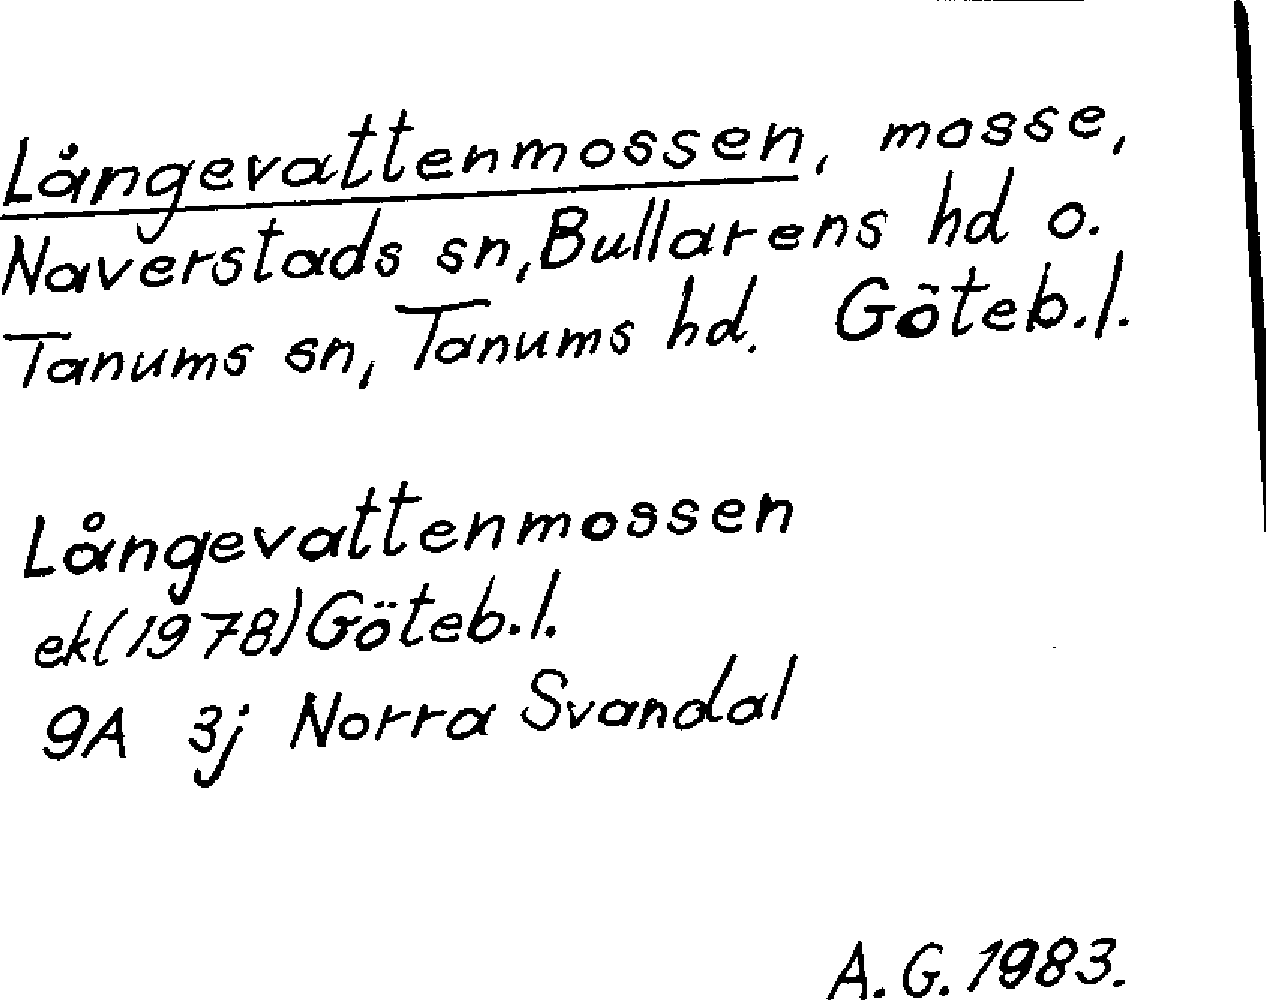 Långevattenmossen, mosse,
Naverstads sn, Bullarens hd o.
Tanums sn, Tanums hd. Göteb.l.
Långevattenmossen
ek(1978) Göteb.l.
9A 3j Norra Svandal
A.G. 1983.